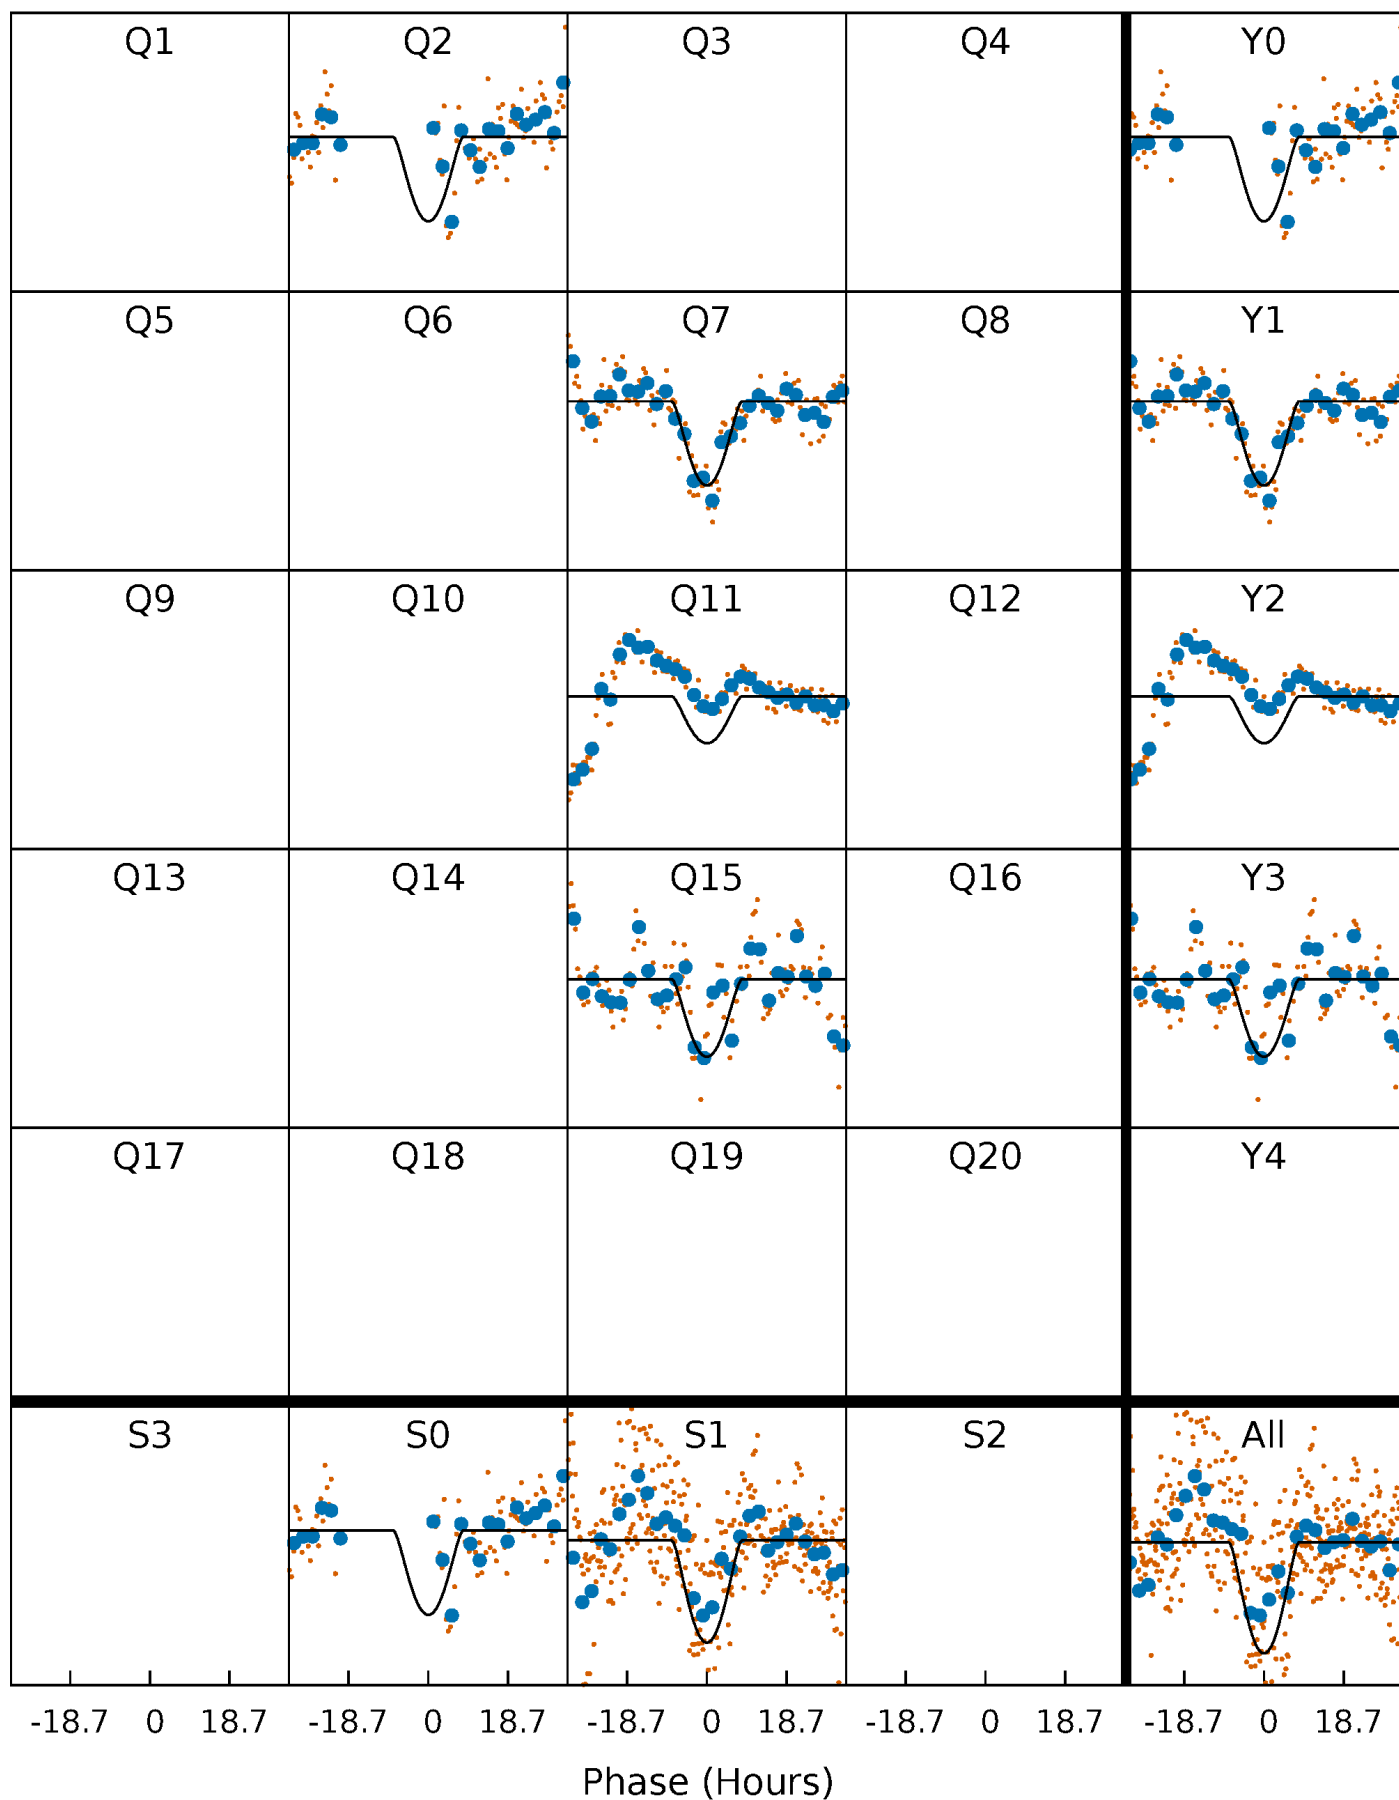 Q1 Q2 Q3 Q4 Y0
Q5 Q6 Q7 Q8 Y1
Q9 Q10 Q11 Q12 Y2
Q13 Q14 Q15 Q16 Y3
Q17 Q18 Q19 Q20 Y4
S3 S0 S1 S2 All
-18.7 0 18.7 -18.7 0 18.7 -18.7 0 18.7 -18.7 0 18.7 -18.7 0 18.7
Phase (Hours)